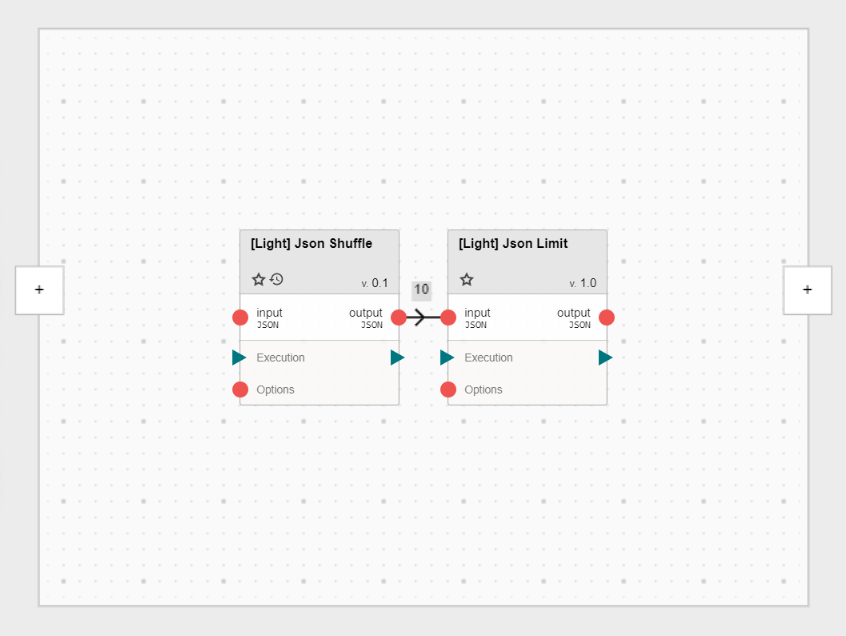 [Light] Json Shuffle
v. 0.1
input
JSON
output
JSON
Execution
Options
10
[Light] Json Limit
v. 1.0
input
JSON
output
JSON
Execution
Options
+
+